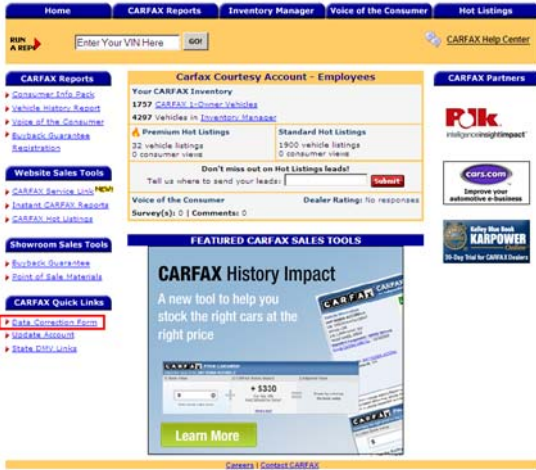 Home
CARFAX Reports
Inventory Manager
Voice of the Consumer
Hot Listings
RUN
A REPORT
Enter Your VIN Here
GO!
CARFAX Help Center
CARFAX Reports
Consumer Info Pack
Vehicle History Report
Voice of the Consumer
Buyback Guarantee
Registration
Website Sales Tools
CARFAX Service Link NEW!
Instant CARFAX Reports
CARFAX Hot Listings
Showroom Sales Tools
Buyback Guarantee
Point of Sale Materials
CARFAX Quick Links
Data Correction Form
Update Account
State DMV Links
Carfax Courtesy Account - Employees
Your CARFAX Inventory
1757 CARFAX 1-Owner Vehicles
4297 Vehicles in Inventory Manager
Premium Hot Listings
32 vehicle listings
0 consumer views
Standard Hot Listings
1900 vehicle listings
0 consumer views
Don't miss out on Hot Listings leads!
Tell us where to send your leads:
Submit
Voice of the Consumer
Dealer Rating: No responses
Survey(s): 0 | Comments: 0
FEATURED CARFAX SALES TOOLS
CARFAX History Impact
A new tool to help you
stock the right cars at the
right price
CARFAX
+ $330
Learn More
CARFAX Partners
Polk.
intelligenceinsightimpact
cars.com
Improve your
automotive e-business
Kelley Blue Book
KARPOWER
Online
30-Day Trial for CARFAX Dealers
Careers | Contact CARFAX